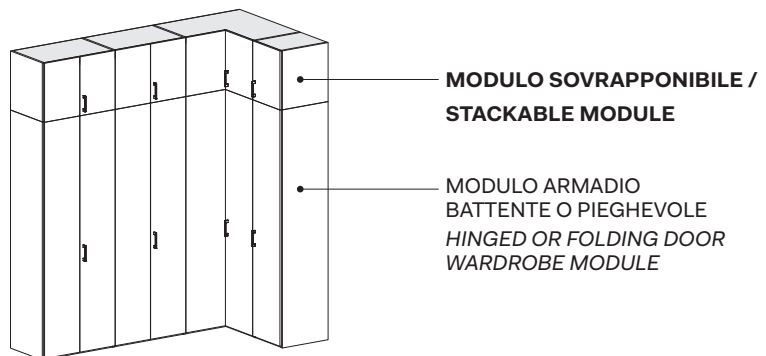 MODULO SOVRAPPONIBILE /
STACKABLE MODULE
MODULO ARMADIO
BATTENTE O PIEGHEVOLE
HINGED OR FOLDING DOOR
WARDROBE MODULE